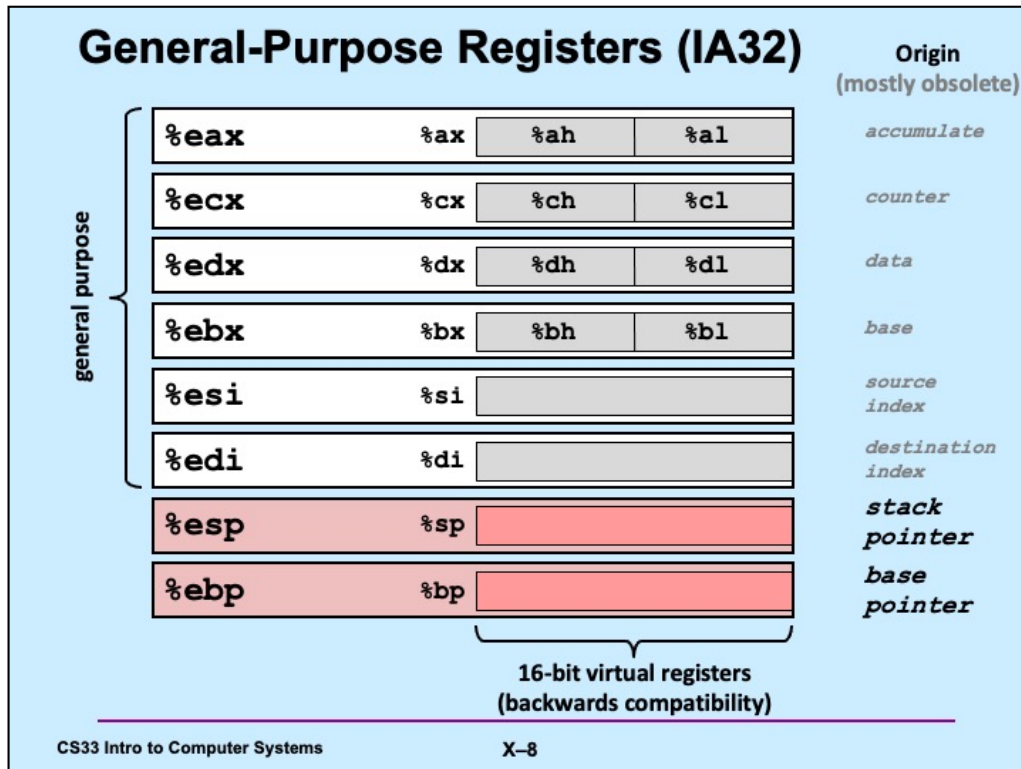 General-Purpose Registers (IA32)
Origin
(mostly obsolete)
general purpose
%eax %ax %ah %al accumulate
%ecx %cx %ch %cl counter
%edx %dx %dh %dl data
%ebx %bx %bh %bl base
%esi %si source
index
%edi %di destination
index
%esp %sp stack
pointer
%ebp %bp base
pointer
16-bit virtual registers
(backwards compatibility)
CS33 Intro to Computer Systems X–8